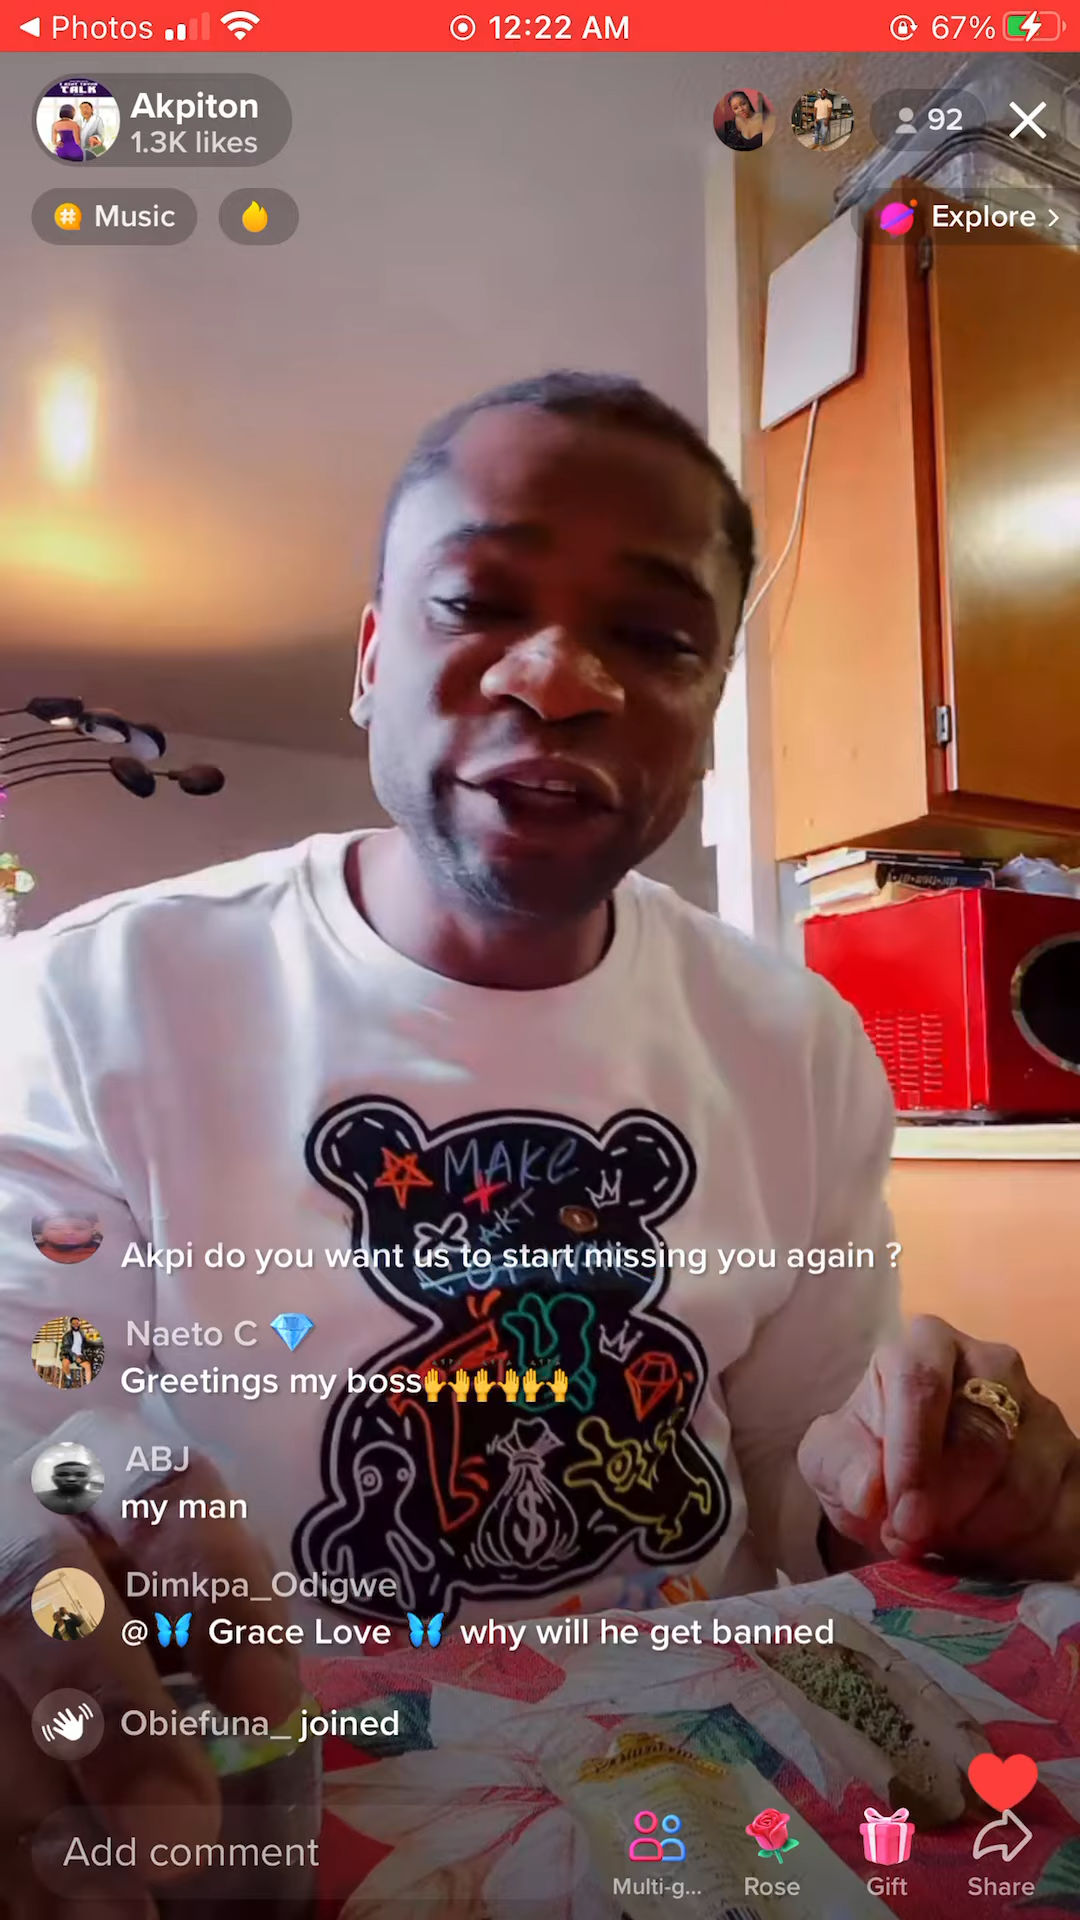 Photos
12:22 AM
67%
TALK
Akpiton
1.3K likes
92
# Music
Explore >
MAKE
Akpi do you want us to start missing you again ?
Naeto C 💎
Greetings my boss🤚🤚🤚🤚🤚🤚
$
ABJ
my man
Dimkpa_Odigwe
@🦋 Grace Love 🦋 why will he get banned
Obiefuna_ joined
Add comment
Multi-g...
Rose
Gift
Share